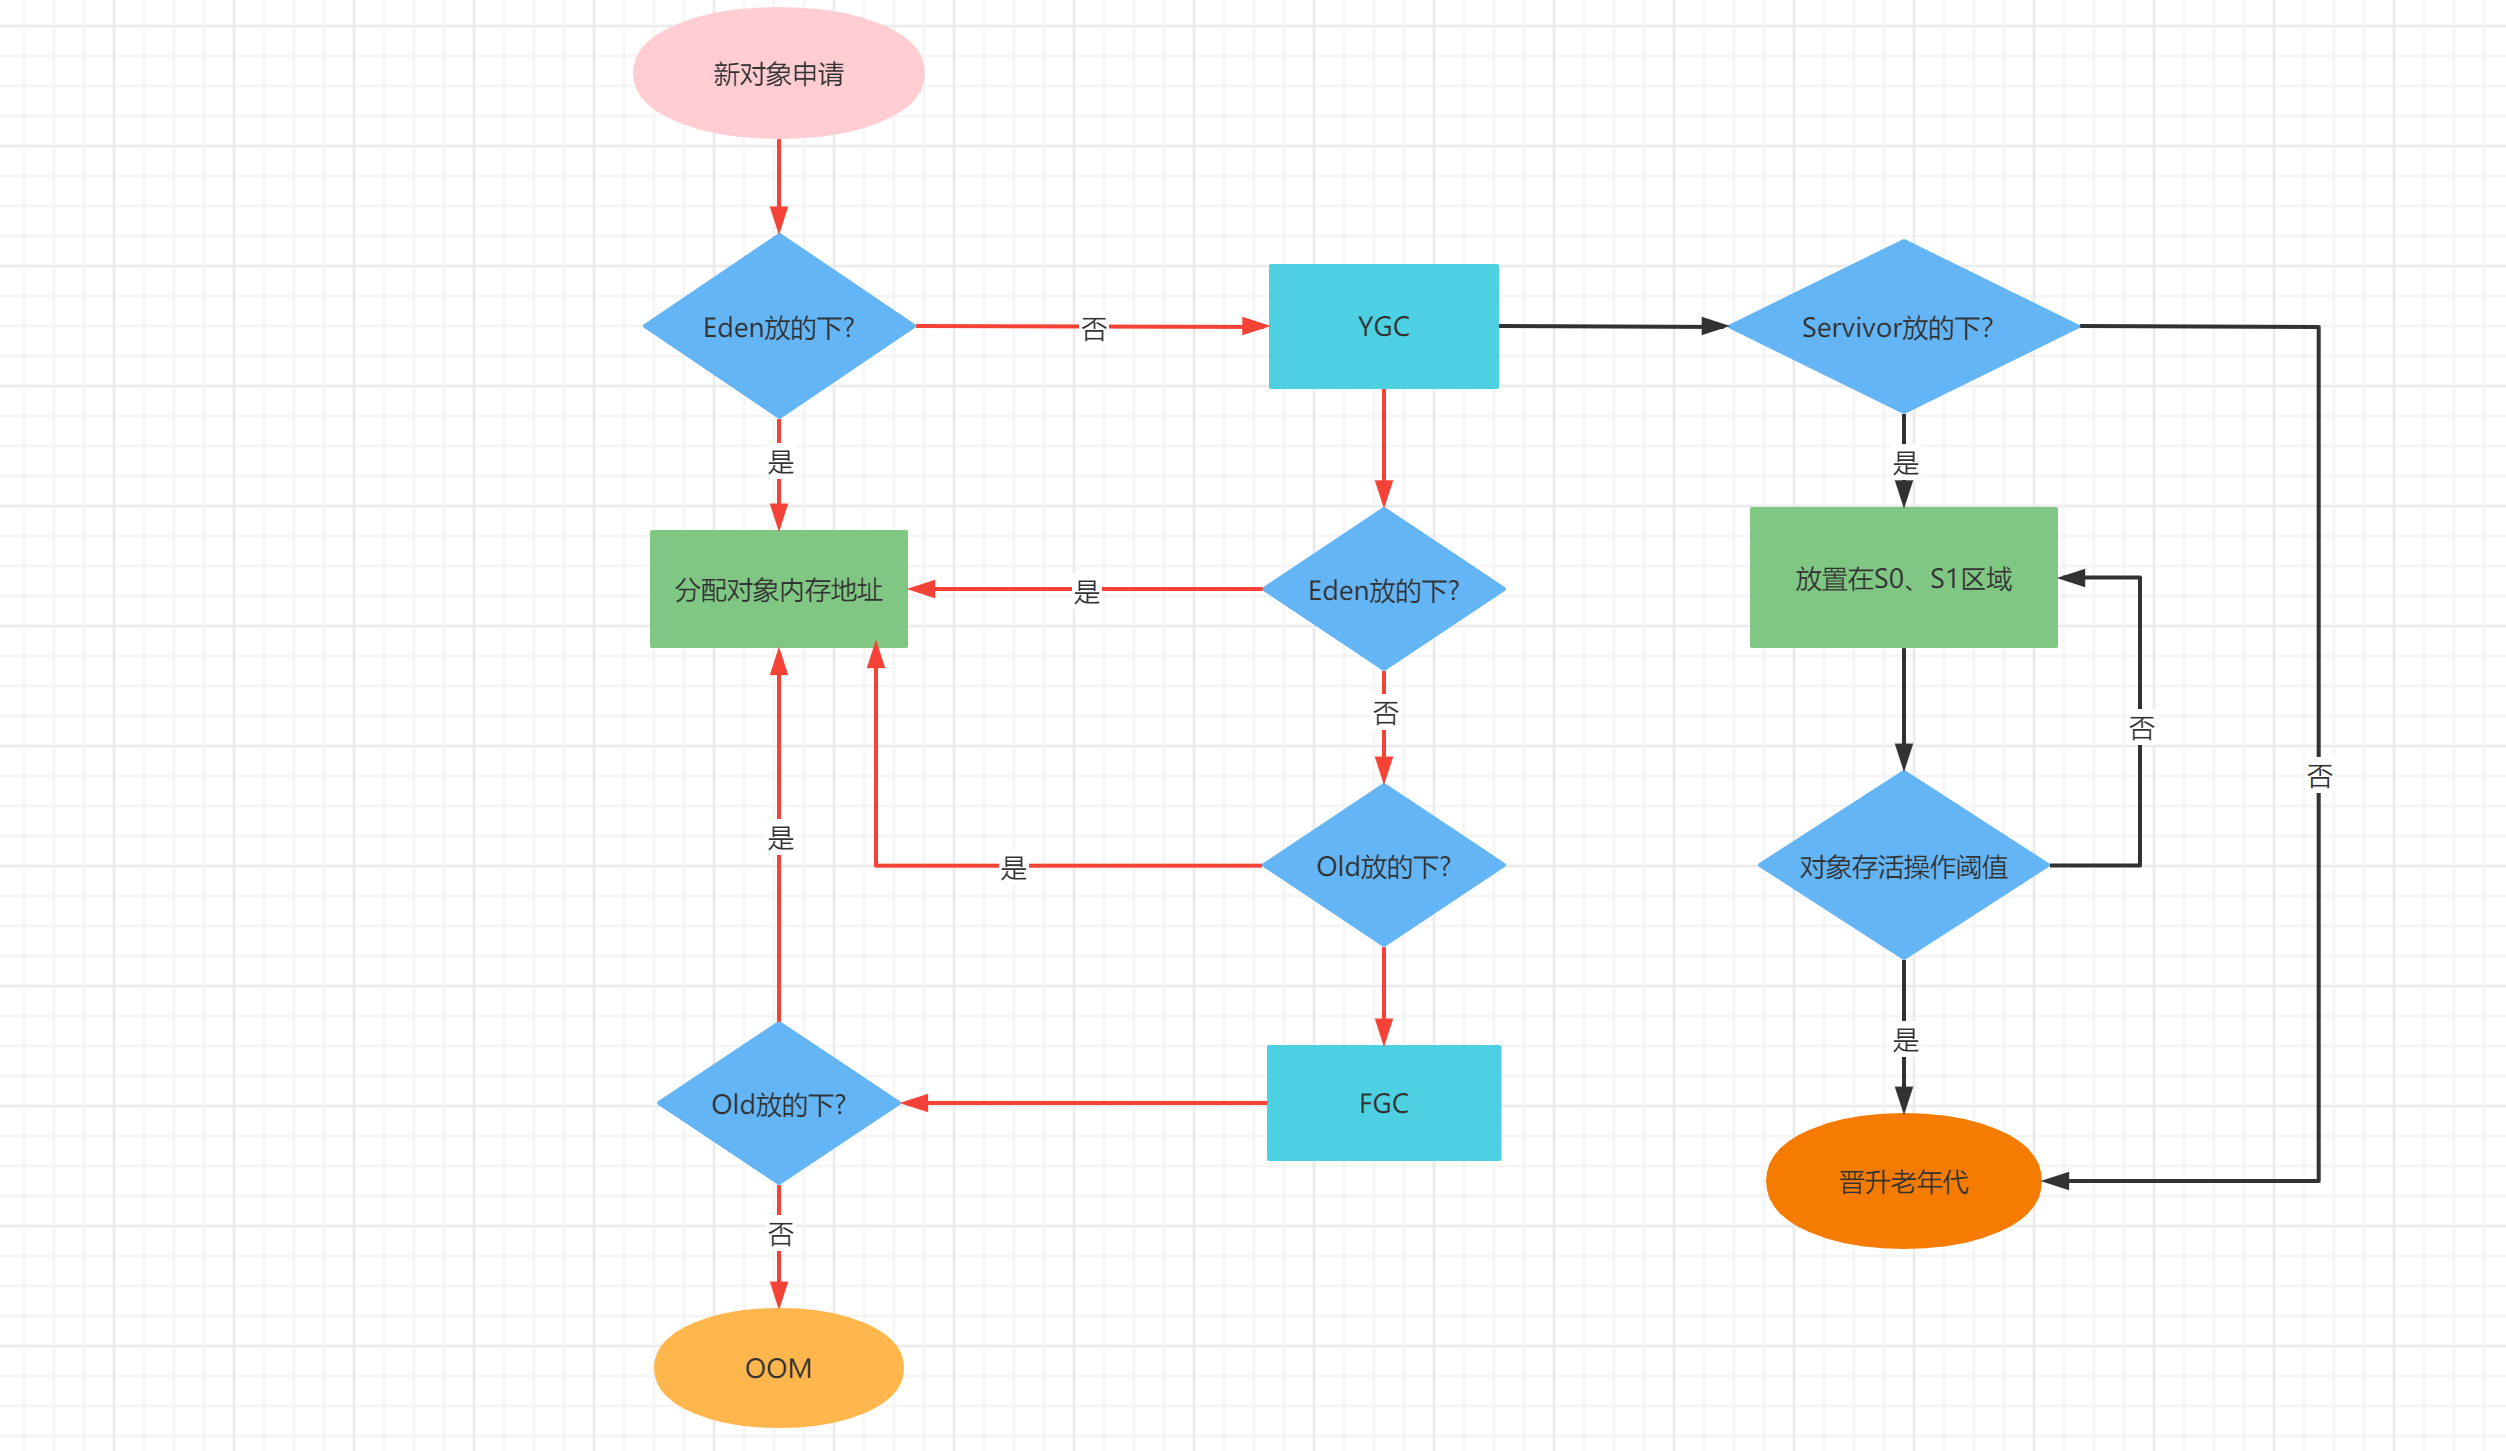 新对象申请
Eden放的下?
否
YGC
Servivor放的下?
是
是
分配对象内存地址
是
Eden放的下?
放置在S0、S1区域
否
否
否
是
是
Old放的下?
对象存活操作阈值
是
Old放的下?
FGC
晋升老年代
否
OOM